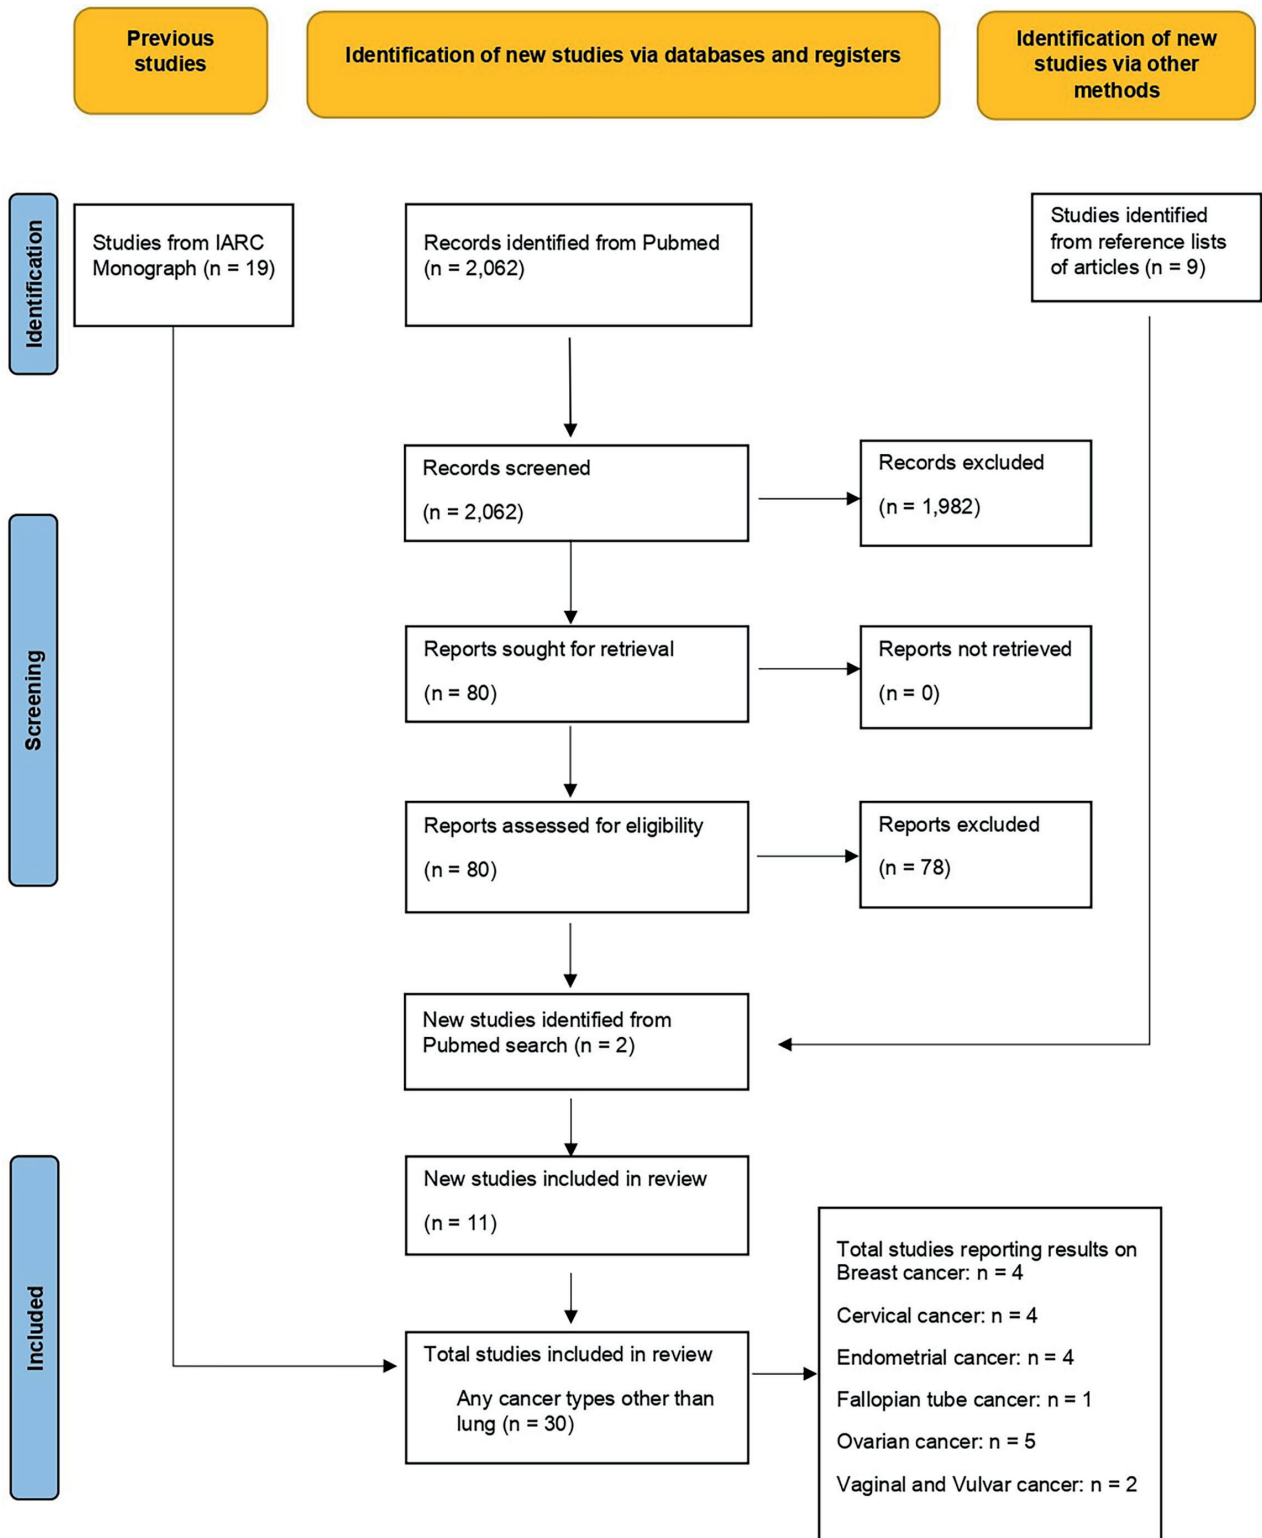 Previous
studies
Identification of new studies via databases and registers
Identification of new
studies via other
methods
Identification
Studies from IARC
Monograph (n = 19)
Records identified from Pubmed
(n = 2,062)
Studies identified
from reference lists
of articles (n = 9)
Screening
Records screened
(n = 2,062)
Records excluded
(n = 1,982)
Reports sought for retrieval
(n = 80)
Reports not retrieved
(n = 0)
Reports assessed for eligibility
(n = 80)
Reports excluded
(n = 78)
New studies identified from
Pubmed search (n = 2)
Included
New studies included in review
(n = 11)
Total studies included in review
Any cancer types other than
lung (n = 30)
Total studies reporting results on
Breast cancer: n = 4
Cervical cancer: n = 4
Endometrial cancer: n = 4
Fallopian tube cancer: n = 1
Ovarian cancer: n = 5
Vaginal and Vulvar cancer: n = 2